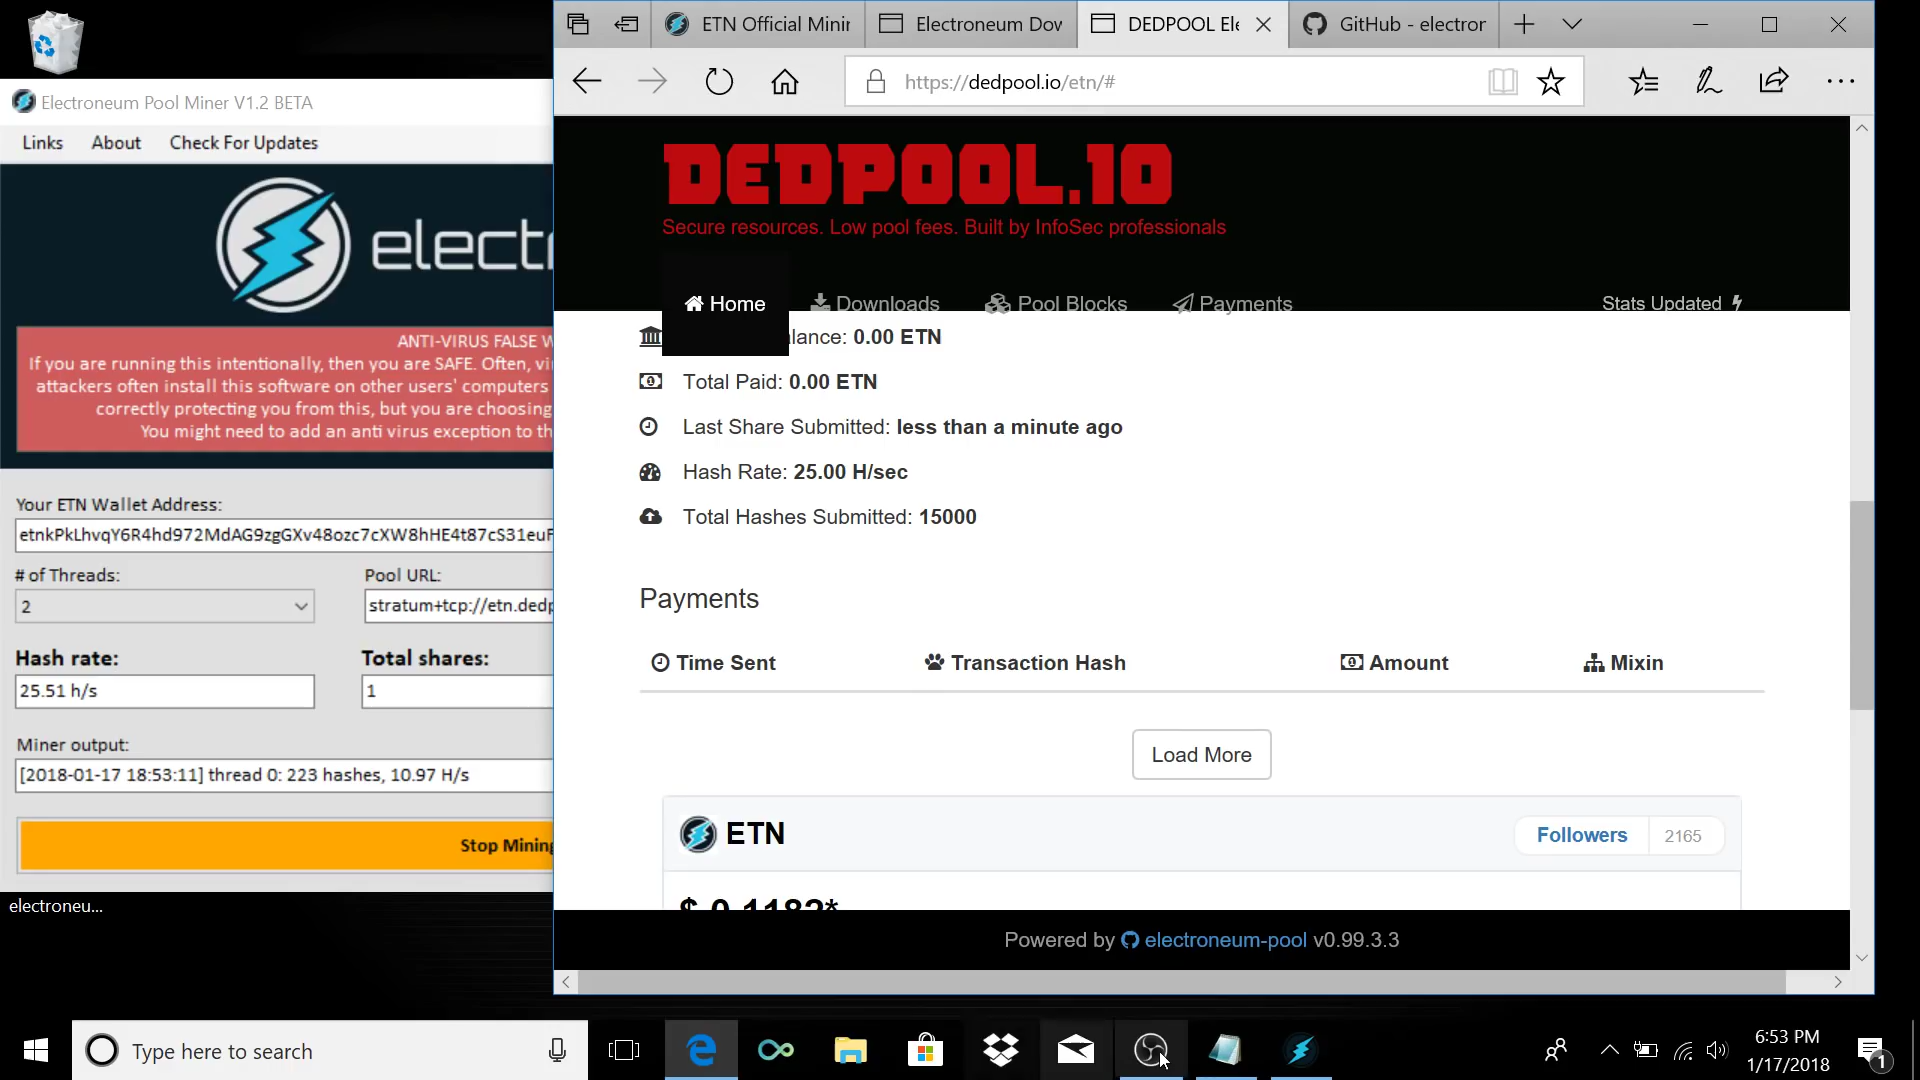 Electroneum Pool Miner V1.2 BETA
Links About Check For Updates
elect
ANTI-VIRUS FALSE
If you are running this intentionally, then you are SAFE. Often,
attackers often install this software on other users' computers
correctly protecting you from this, but you are choosing
You might need to add an anti virus exception to
Your ETN Wallet Address:
etnkPkLhvqY6R4hd972MdAG9zgGXv48ozc7cXW8hHE4t87cS31eu
# of Threads: Pool URL:
2 stratum+tcp://etn.dedp
Hash rate: Total shares:
25.51 h/s 1
Miner output:
[2018-01-17 18:53:11] thread 0: 223 hashes, 10.97 H/s
Stop Mining
electroneu...
ETN Official Minin Electroneum Dow DEDPOOL Ele GitHub - electror
https://dedpool.io/etn/#
DEDPOOL.IO
Secure resources. Low pool fees. Built by InfoSec professionals
Home Downloads Pool Blocks Payments Stats Updated
lance: 0.00 ETN
Total Paid: 0.00 ETN
Last Share Submitted: less than a minute ago
Hash Rate: 25.00 H/sec
Total Hashes Submitted: 15000
Payments
Time Sent Transaction Hash Amount Mixin
Load More
ETN Followers 2165
$ 0.1182*
Powered by electroneum-pool v0.99.3.3
Type here to search
6:53 PM
1/17/2018
1